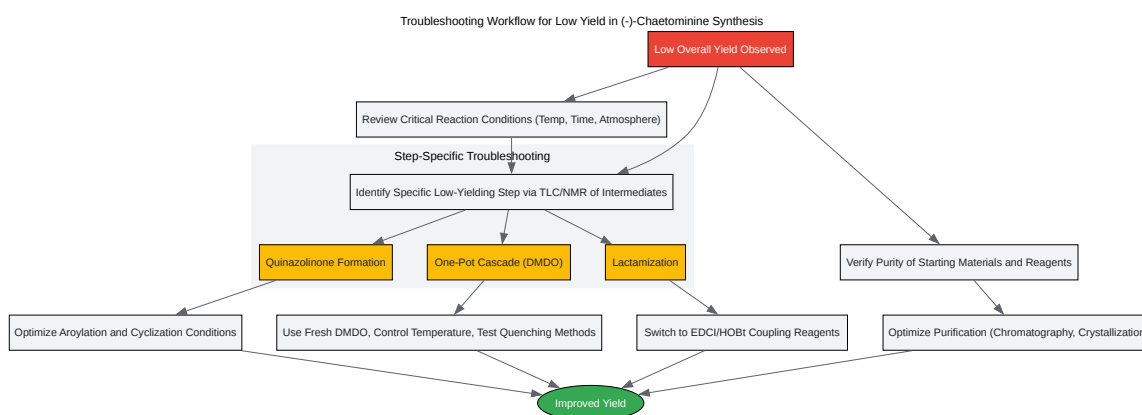 Troubleshooting Workflow for Low Yield in (-)-Chaetominine Synthesis
Low Overall Yield Observed
Review Critical Reaction Conditions (Temp, Time, Atmosphere)
Step-Specific Troubleshooting
Identify Specific Low-Yielding Step via TLC/NMR of Intermediates
Quinazolinone Formation
One-Pot Cascade (DMDO)
Lactamization
Verify Purity of Starting Materials and Reagents
Optimize Aroylation and Cyclization Conditions
Use Fresh DMDO, Control Temperature, Test Quenching Methods
Switch to EDCI/HOBt Coupling Reagents
Optimize Purification (Chromatography, Crystallization
Improved Yield